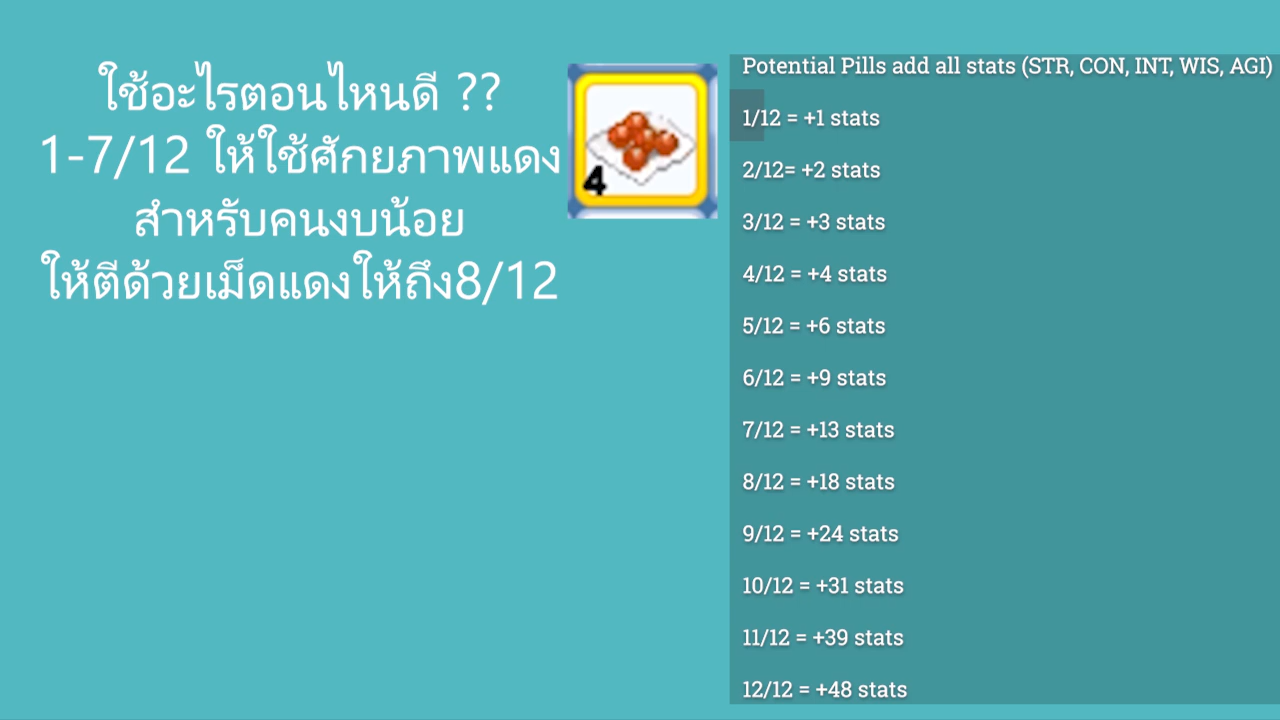 ใช้อะไรตอนไหนดี ??
1-7/12 ให้ใช้ศักยภาพแดง
สำหรับคนงบน้อย
ให้ตีด้วยเม็ดแดงให้ถึง8/12
4
Potential Pills add all stats (STR, CON, INT, WIS, AGI)
1/12 = +1 stats
2/12= +2 stats
3/12 = +3 stats
4/12 = +4 stats
5/12 = +6 stats
6/12 = +9 stats
7/12 = +13 stats
8/12 = +18 stats
9/12 = +24 stats
10/12 = +31 stats
11/12 = +39 stats
12/12 = +48 stats